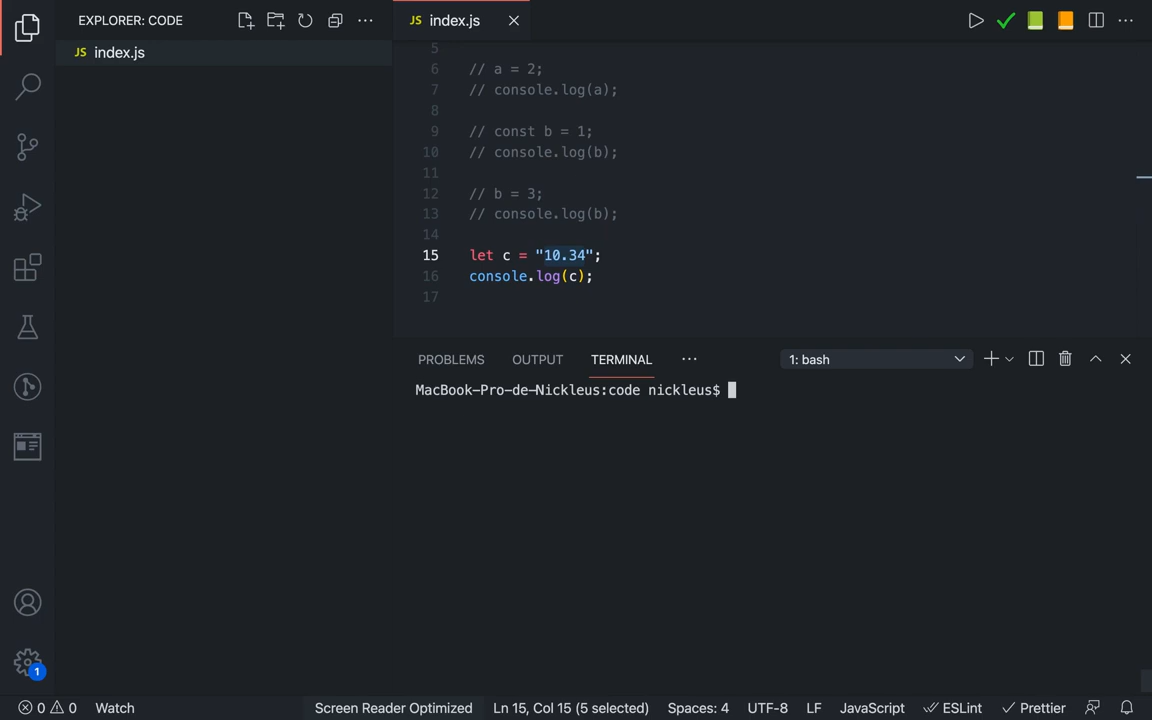 EXPLORER: CODE
JS index.js
JS index.js
5
6 // a = 2;
7 // console.log(a);
8
9 // const b = 1;
10 // console.log(b);
11
12 // b = 3;
13 // console.log(b);
14
15 let c = "10.34";
16 console.log(c);
17
PROBLEMS OUTPUT TERMINAL ··· 1: bash
MacBook-Pro-de-Nickleus:code nickleus$
1
0 0 Watch Screen Reader Optimized Ln 15, Col 15 (5 selected) Spaces: 4 UTF-8 LF JavaScript ESLint Prettier